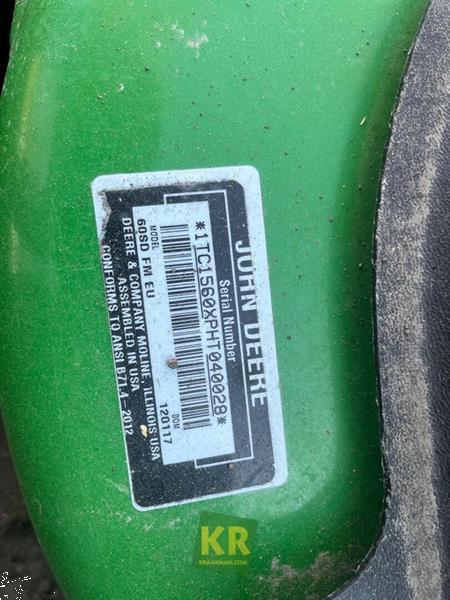 JOHN DEERE
Serial Number
*1TC1560XPHT040028*
MODEL
60SD FM EU
DOM
120117
DEERE & COMPANY MOLINE, ILLINOIS USA
ASSEMBLED IN USA
CONFORMS TO ANSI B71.4 - 2012
KR
KRAAKMAN.COM